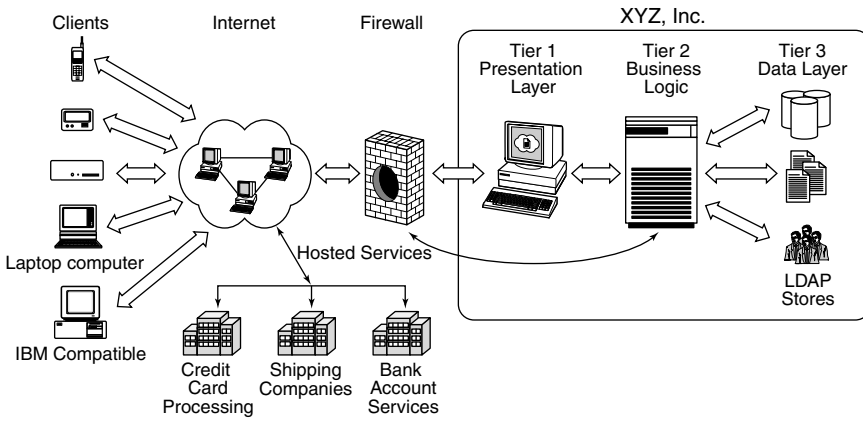 XYZ, Inc.
Clients
Internet
Firewall
Tier 1
Presentation
Layer
Tier 2
Business
Logic
Tier 3
Data Layer
Laptop computer
Hosted Services
LDAP
Stores
IBM Compatible
Credit
Card
Processing
Shipping
Companies
Bank
Account
Services